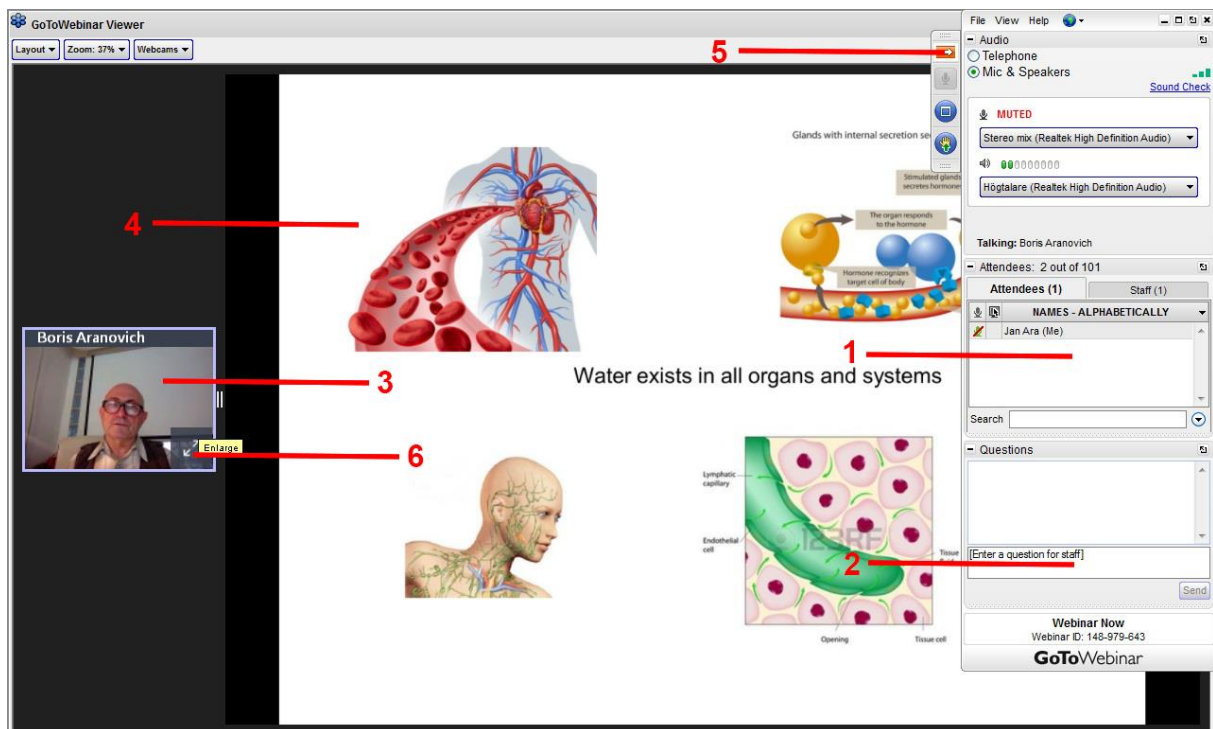 GoToWebinar Viewer
Layout
Zoom: 37%
Webcams
5
4
Glands with internal secretion
Stimulated glands
secretes hormones
The organ responds
to the hormone
Hormone recognizes
target cell of body
Boris Aranovich
3
Enlarge
6
Water exists in all organs and systems
Lymphatic
capillary
Endothelial
cell
123RF
Tissue
Opening
Tissue cell
File View Help
Audio
Telephone
Mic & Speakers
Sound Check
MUTED
Stereo mix (Realtek High Definition Audio)
Högtalare (Realtek High Definition Audio)
Talking: Boris Aranovich
Attendees: 2 out of 101
Attendees (1)
Staff (1)
NAMES - ALPHABETICALLY
Jan Ara (Me)
1
Search
Questions
[Enter a question for staff]
2
Send
Webinar Now
Webinar ID: 148-979-643
GoToWebinar